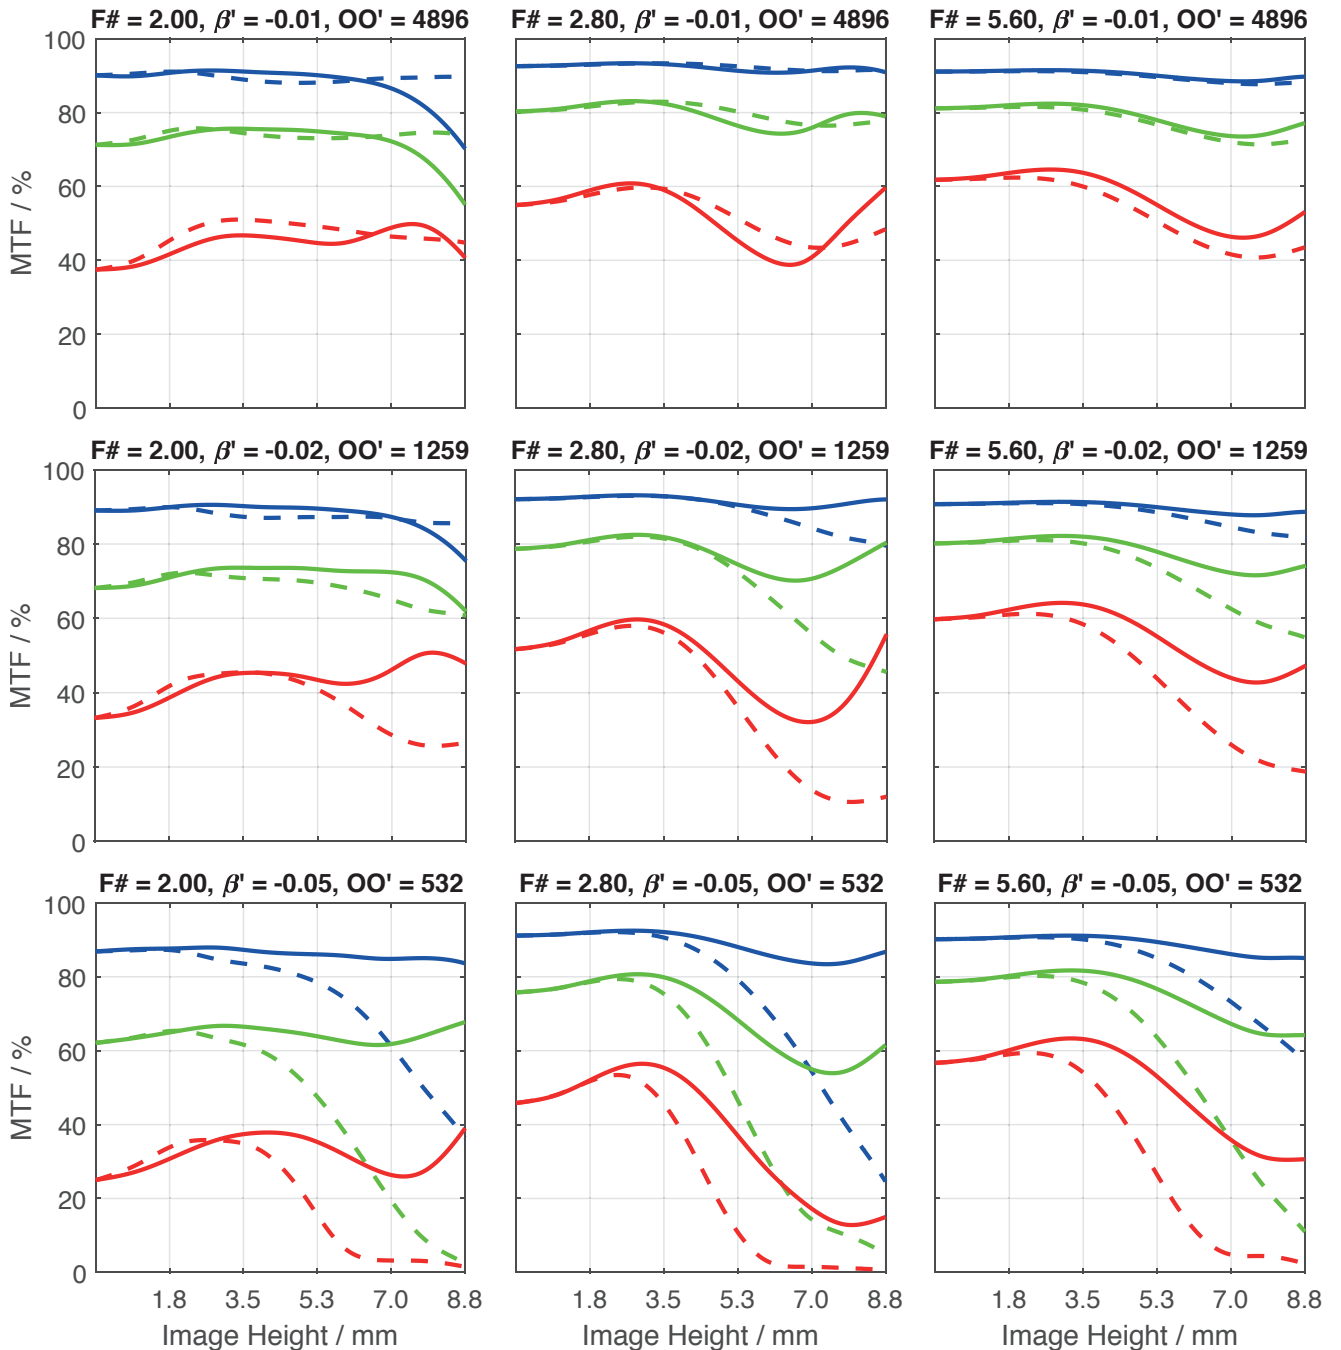 F# = 2.00, β' = -0.01, OO' = 4896
F# = 2.80, β' = -0.01, OO' = 4896
F# = 5.60, β' = -0.01, OO' = 4896
100
80
60
40
20
0
MTF / %
F# = 2.00, β' = -0.02, OO' = 1259
F# = 2.80, β' = -0.02, OO' = 1259
F# = 5.60, β' = -0.02, OO' = 1259
100
80
60
40
20
0
MTF / %
F# = 2.00, β' = -0.05, OO' = 532
F# = 2.80, β' = -0.05, OO' = 532
F# = 5.60, β' = -0.05, OO' = 532
100
80
60
40
20
0
MTF / %
1.8 3.5 5.3 7.0 8.8
1.8 3.5 5.3 7.0 8.8
1.8 3.5 5.3 7.0 8.8
Image Height / mm
Image Height / mm
Image Height / mm